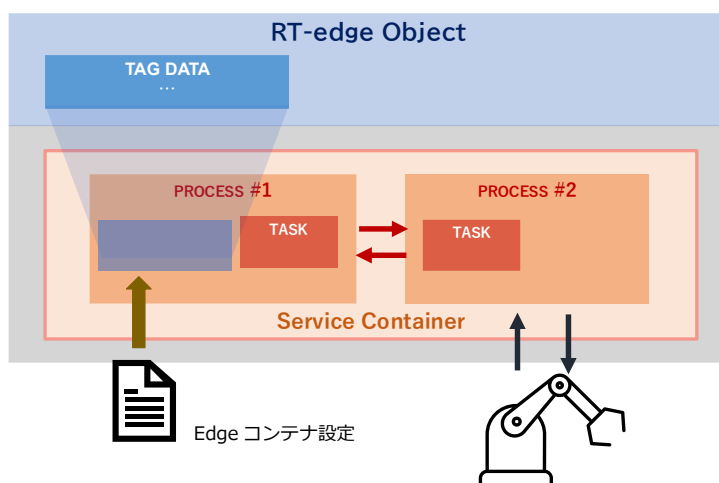 RT-edge Object
TAG DATA
…
PROCESS #1
PROCESS #2
TASK
TASK
Service Container
Edge コンテナ設定